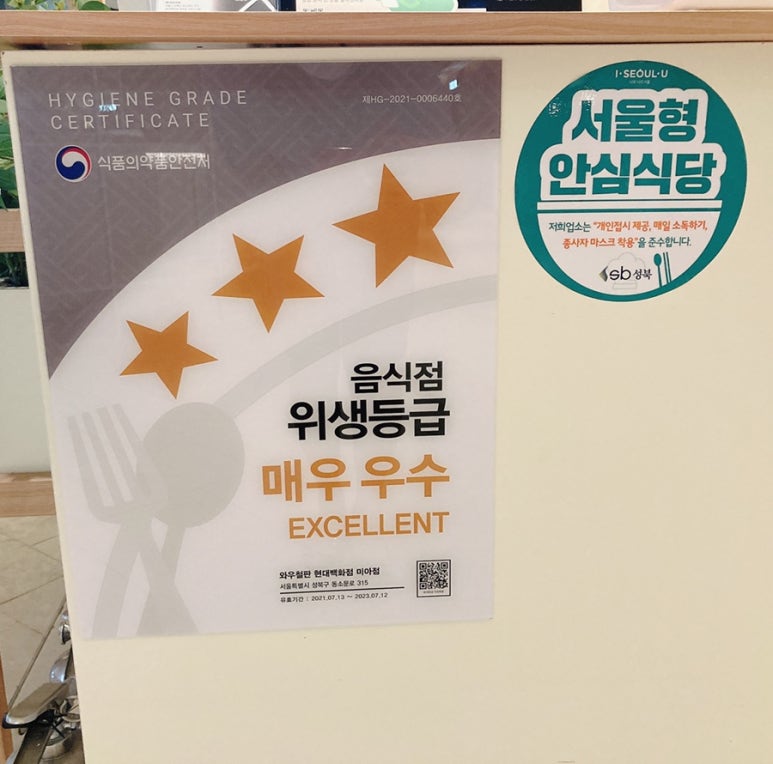 HYGIENE GRADE
CERTIFICATE
제HG-2021-0006440호
식품의약품안전처
음식점
위생등급
매우 우수
EXCELLENT
와우철판 현대백화점 미아점
서울특별시 성북구 동소문로 315
유효기간 : 2021.07.13 ~ 2023.07.12
I·SEOUL·U
서울형
안심식당
저희업소는 "개인접시 제공, 매일 소독하기,
종사자 마스크 착용"을 준수합니다.
sb 성북